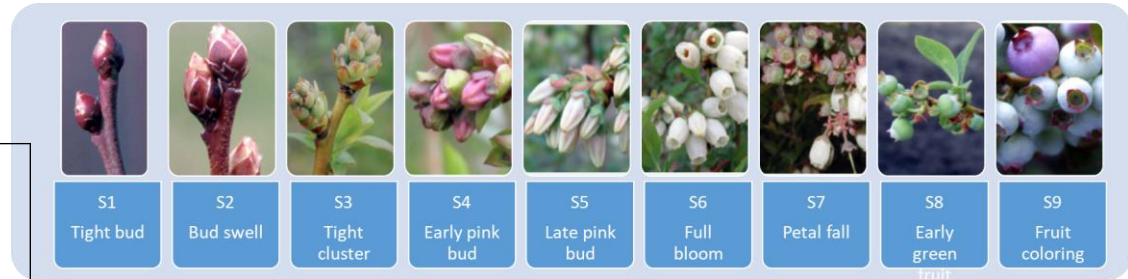 S1
Tight bud
S2
Bud swell
S3
Tight
cluster
S4
Early pink
bud
S5
Late pink
bud
S6
Full
bloom
S7
Petal fall
S8
Early
green
fruit
S9
Fruit
coloring